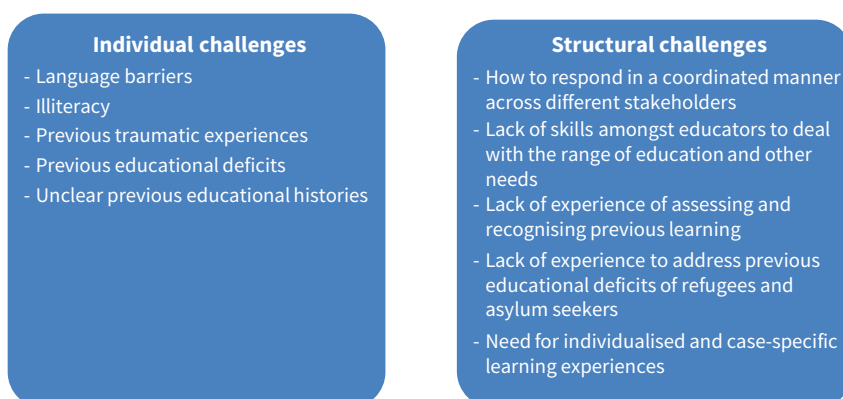 Individual challenges
- Language barriers
- Illiteracy
- Previous traumatic experiences
- Previous educational deficits
- Unclear previous educational histories
Structural challenges
- How to respond in a coordinated manner
across different stakeholders
- Lack of skills amongst educators to deal
with the range of education and other
needs
- Lack of experience of assessing and
recognising previous learning
- Lack of experience to address previous
educational deficits of refugees and
asylum seekers
- Need for individualised and case-specific
learning experiences